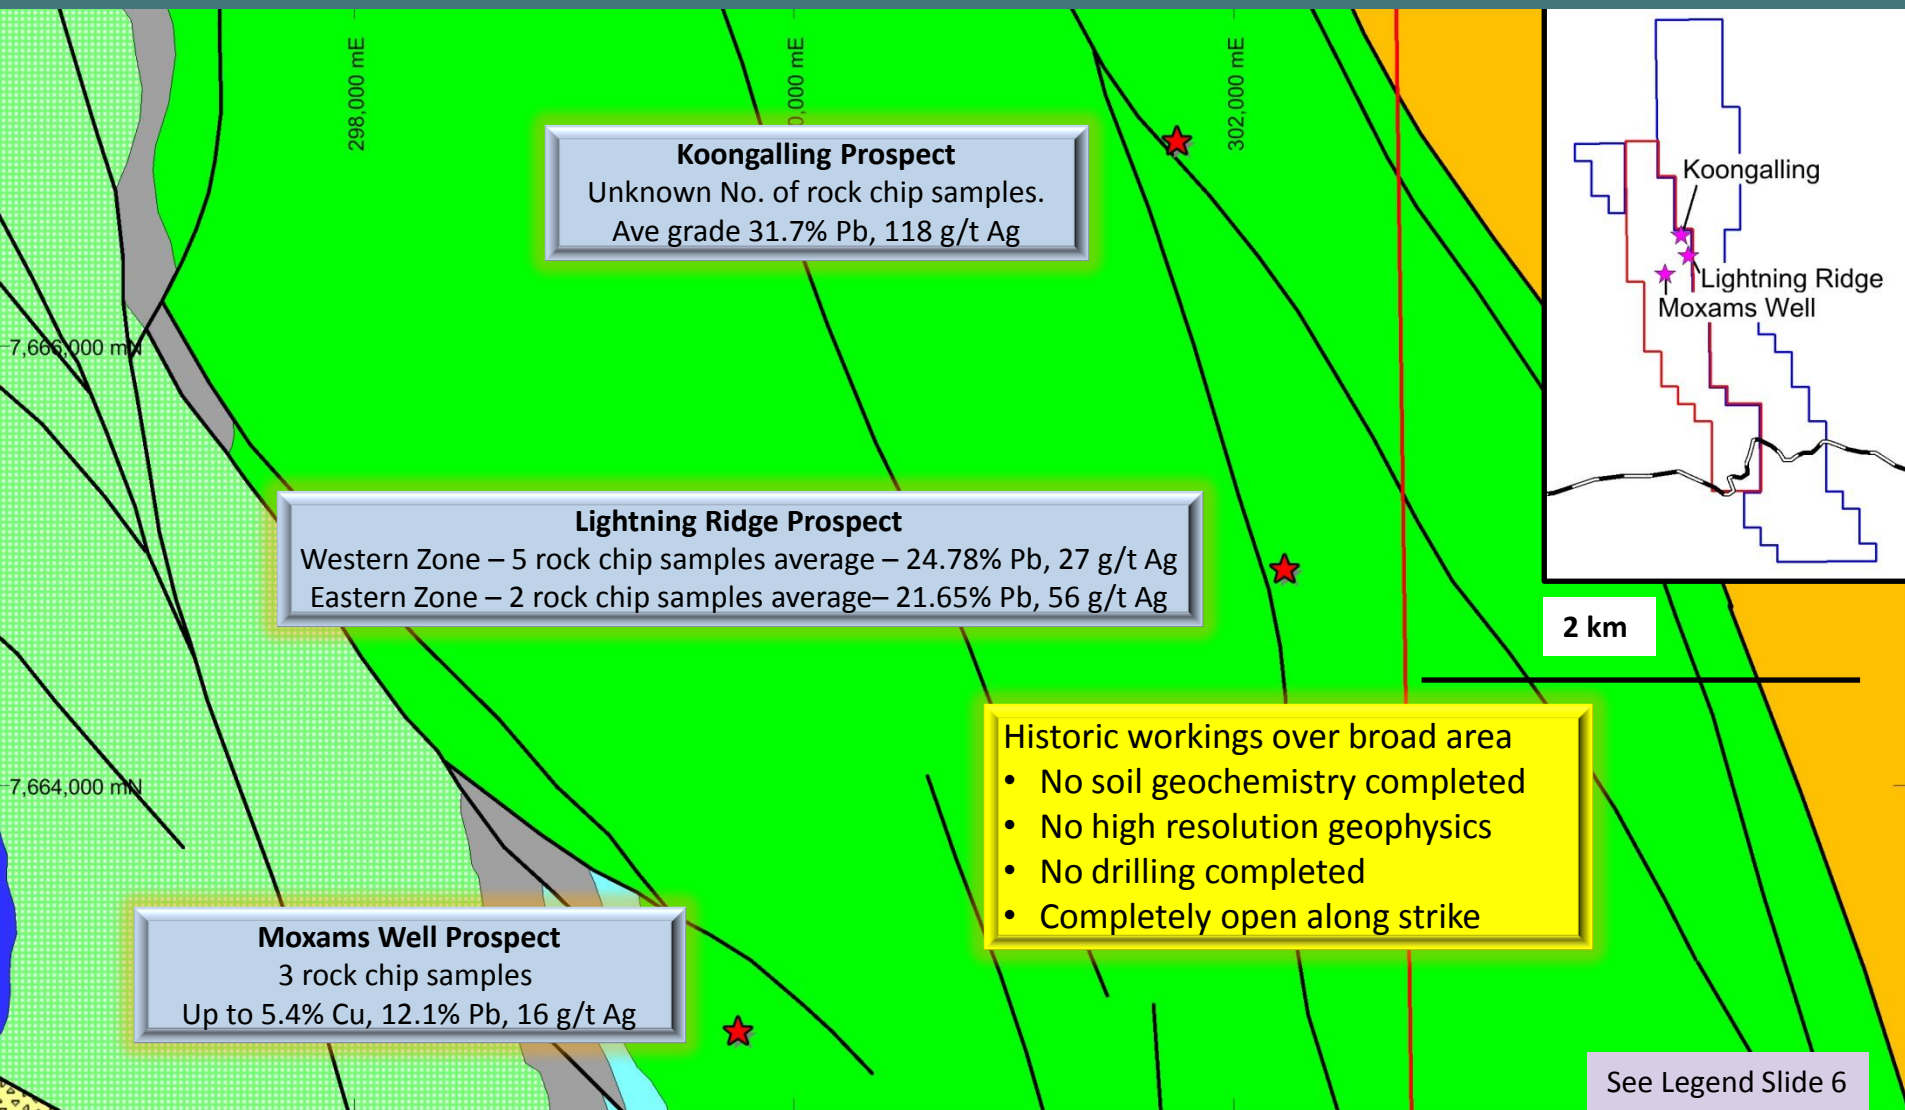 298,000 mE
0,000 mE
302,000 mE
Koongalling Prospect
Unknown No. of rock chip samples.
Ave grade 31.7% Pb, 118 g/t Ag
Koongalling
Lightning Ridge
Moxams Well
7,666,000 mN
Lightning Ridge Prospect
Western Zone – 5 rock chip samples average – 24.78% Pb, 27 g/t Ag
Eastern Zone – 2 rock chip samples average– 21.65% Pb, 56 g/t Ag
2 km
7,664,000 mN
Historic workings over broad area
• No soil geochemistry completed
• No high resolution geophysics
• No drilling completed
• Completely open along strike
Moxams Well Prospect
3 rock chip samples
Up to 5.4% Cu, 12.1% Pb, 16 g/t Ag
See Legend Slide 6